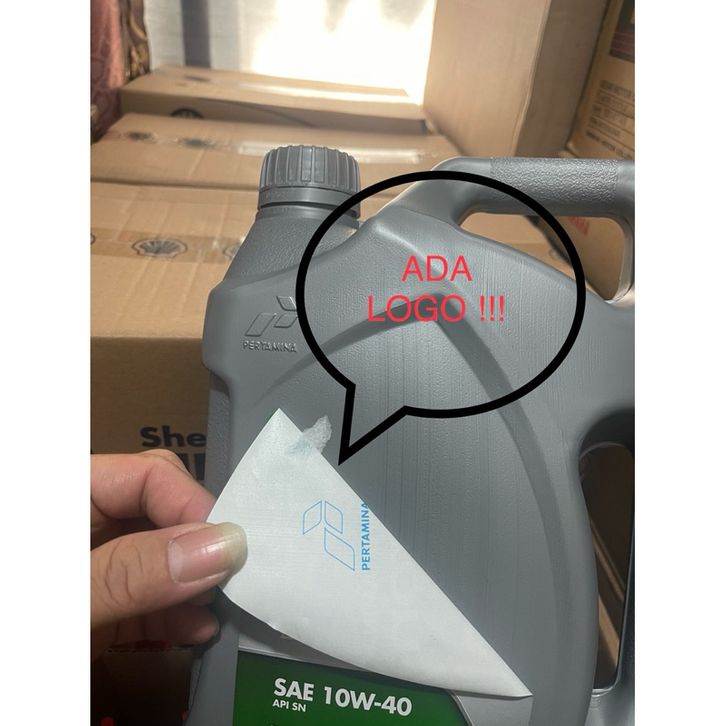 ADA
LOGO !!!
PERTAMINA
She
PERTAMINA
SAE 10W-40
API SN